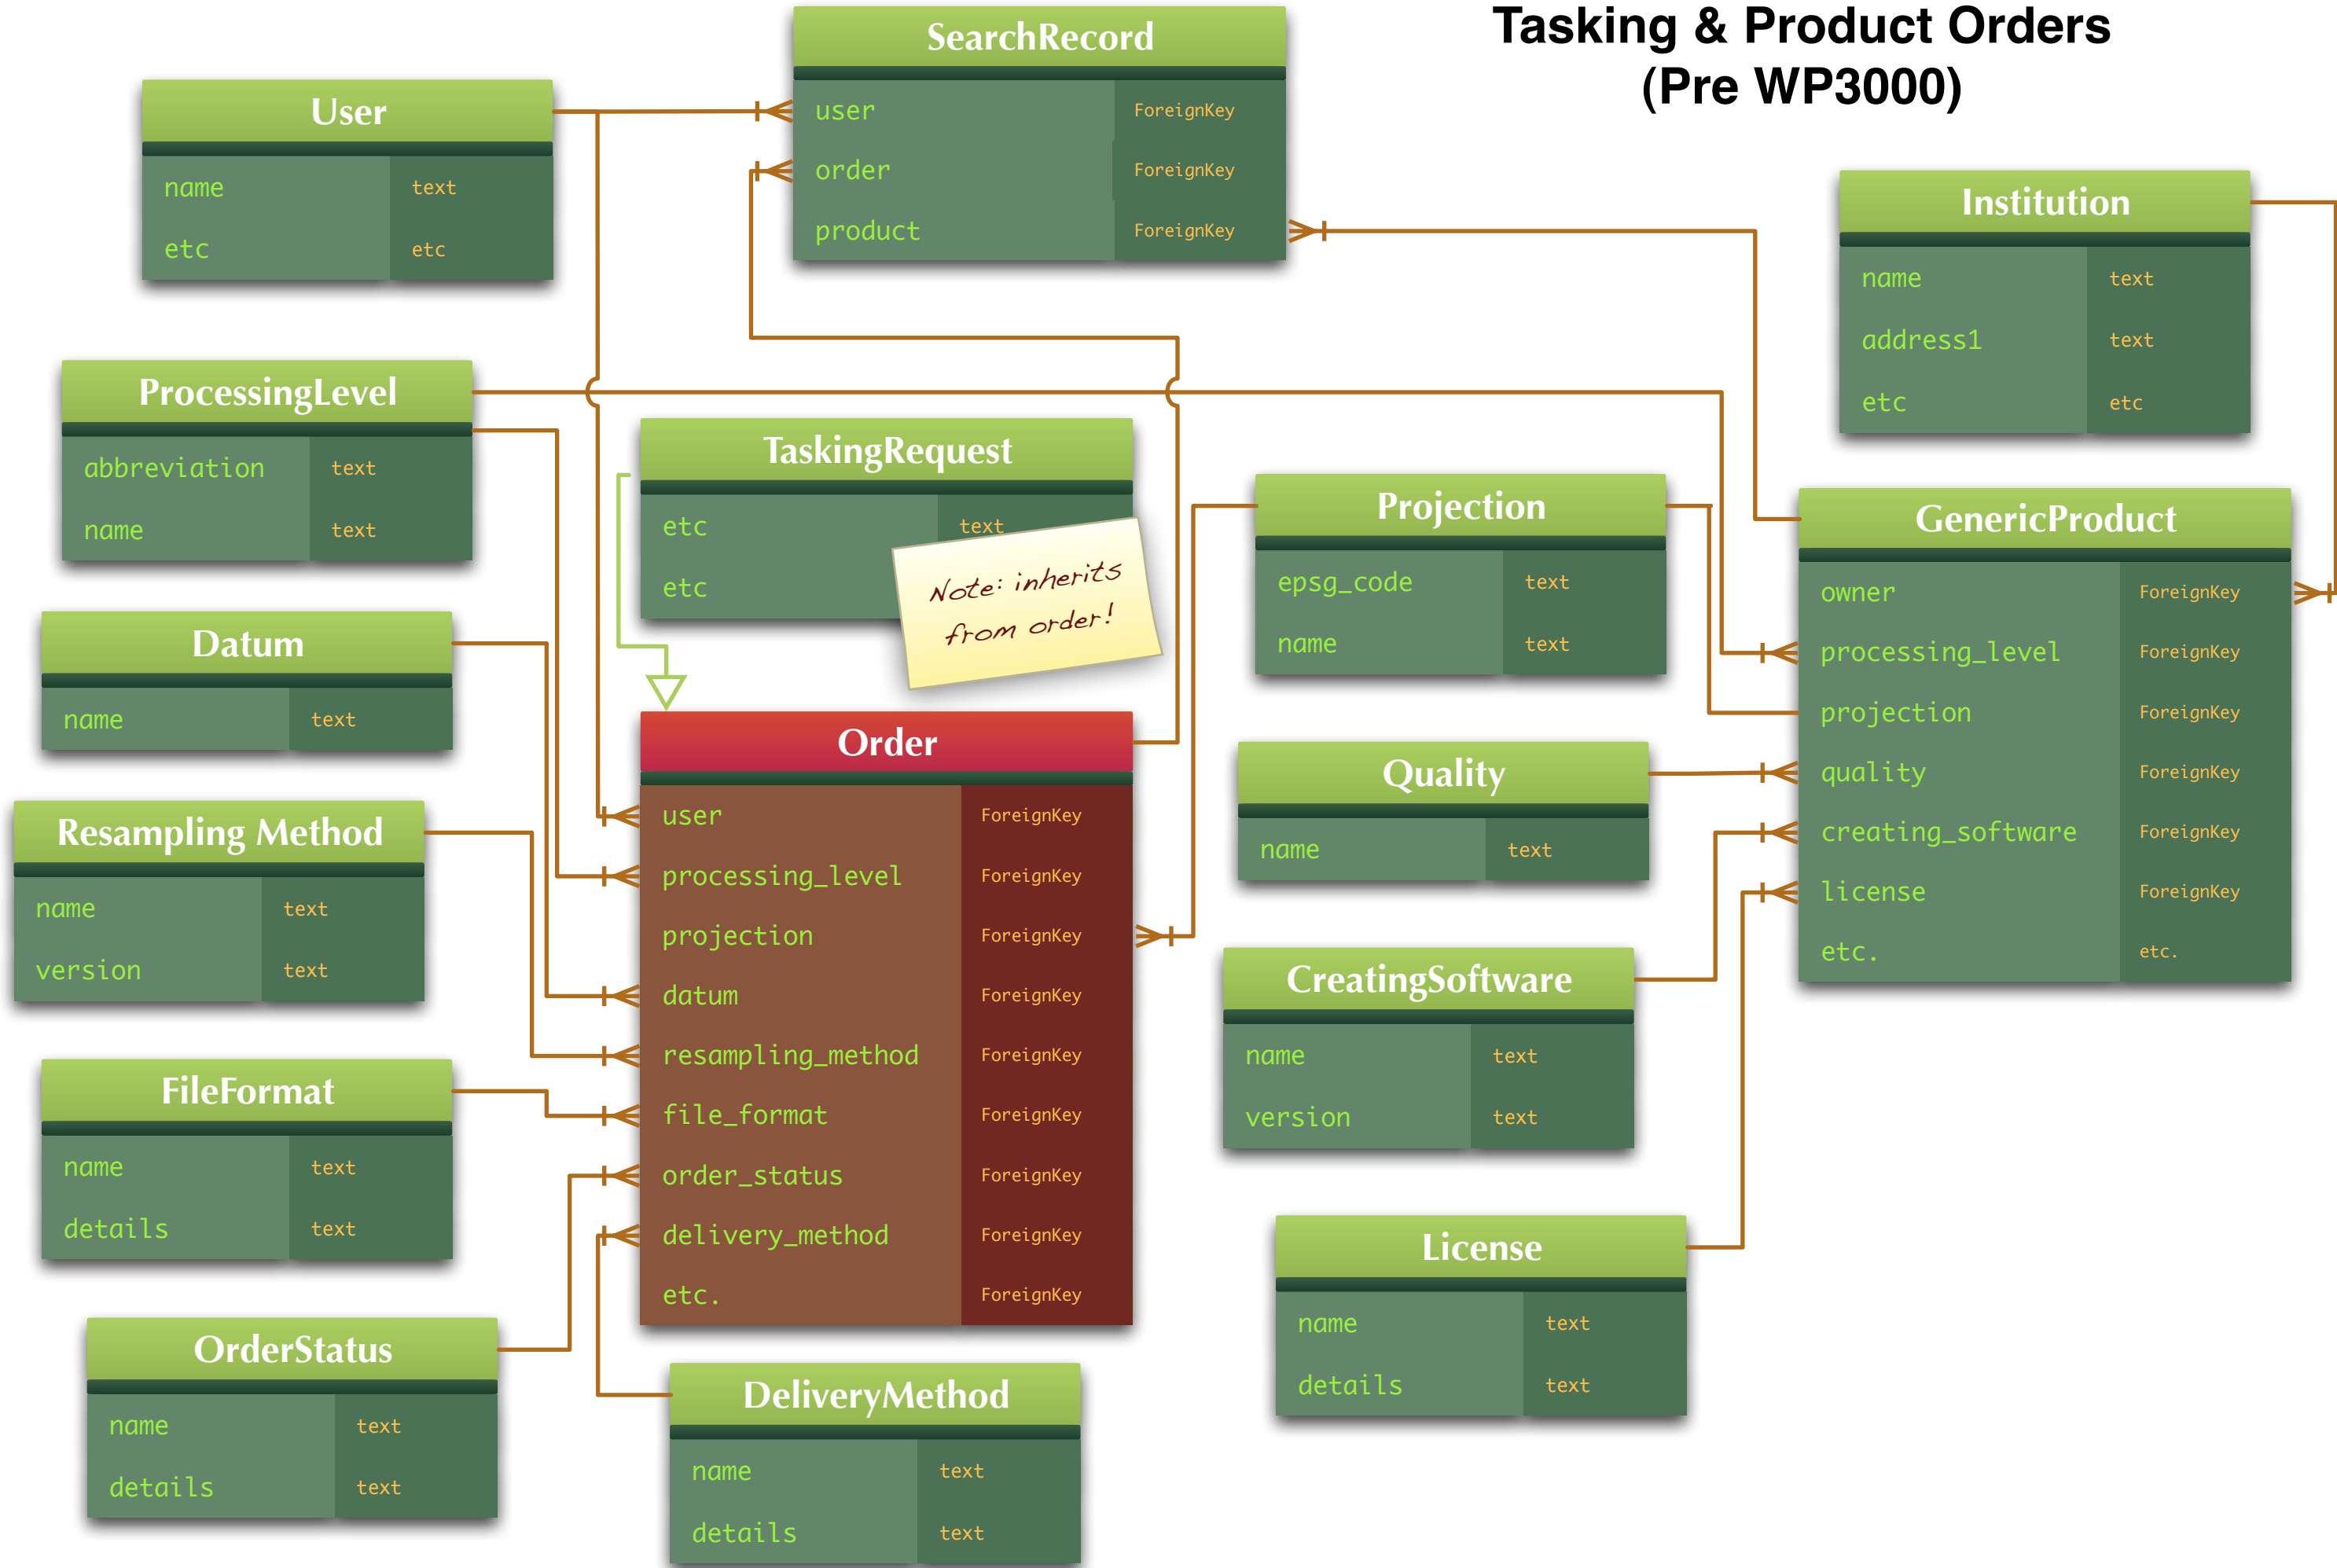 Tasking & Product Orders
(Pre WP3000)
SearchRecord
user ForeignKey
order ForeignKey
product ForeignKey
User
name text
etc etc
Institution
name text
address1 text
etc etc
ProcessingLevel
abbreviation text
name text
TaskingRequest
etc text
etc
Note: inherits
from order!
Projection
epsg_code text
name text
GenericProduct
owner ForeignKey
processing_level ForeignKey
projection ForeignKey
quality ForeignKey
creating_software ForeignKey
license ForeignKey
etc. etc.
Datum
name text
Order
user ForeignKey
processing_level ForeignKey
projection ForeignKey
datum ForeignKey
resampling_method ForeignKey
file_format ForeignKey
order_status ForeignKey
delivery_method ForeignKey
etc. ForeignKey
Quality
name text
Resampling Method
name text
version text
CreatingSoftware
name text
version text
FileFormat
name text
details text
License
name text
details text
OrderStatus
name text
details text
DeliveryMethod
name text
details text